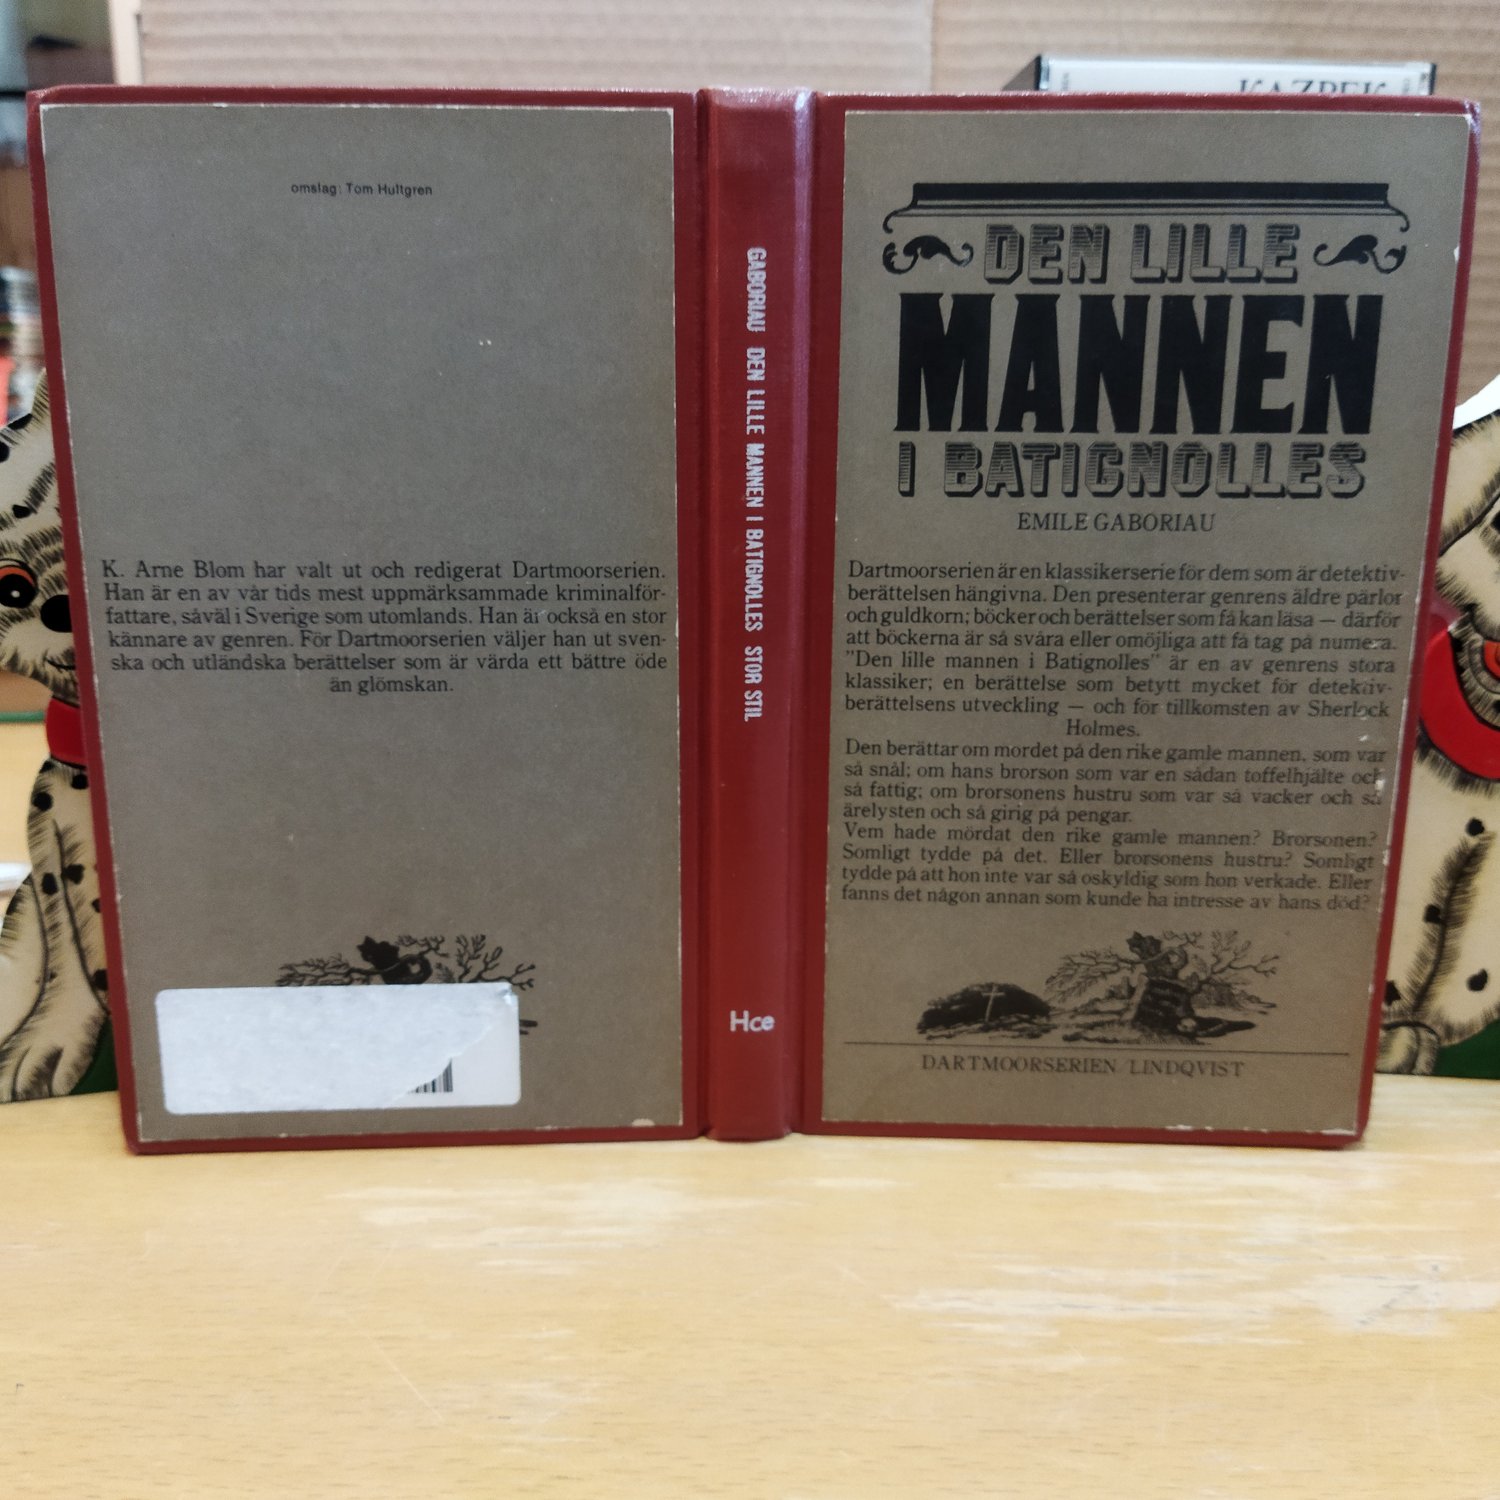 omslag: Tom Hultgren
K. Arne Blom har valt ut och redigerat Dartmoorserien.
Han är en av vår tids mest uppmärksammade kriminalför-
fattare, såväl i Sverige som utomlands. Han är också en stor
kännare av genren. För Dartmoorserien väljer han ut sven-
ska och utländska berättelser som är värda ett bättre öde
än glömskan.
GABORIAU DEN LILLE MANNEN I BATIGNOLLES STOR STIL
Hce
KAZBEK
DEN LILLE
MANNEN
I BATIGNOLLES
EMILE GABORIAU
Dartmoorserien är en klassikerserie för dem som är detektiv-
berättelsen hängivna. Den presenterar genrens äldre pärlor
och guldkorn; böcker och berättelser som få kan läsa — därför
att böckerna är så svåra eller omöjliga att få tag på numera.
"Den lille mannen i Batignolles" är en av genrens stora
klassiker; en berättelse som betytt mycket för detektiv-
berättelsens utveckling — och för tillkomsten av Sherlock
Holmes.
Den berättar om mordet på den rike gamle mannen, som var
så snål; om hans brorson som var en sådan toffelhjälte och
så fattig; om brorsonens hustru som var så vacker och så
ärelysten och så girig på pengar.
Vem hade mördat den rike gamle mannen? Brorsonen?
Somligt tydde på det. Eller brorsonens hustru? Somligt
tydde på att hon inte var så oskyldig som hon verkade. Eller
fanns det någon annan som kunde ha intresse av hans död?
DARTMOORSERIEN/LINDQVIST